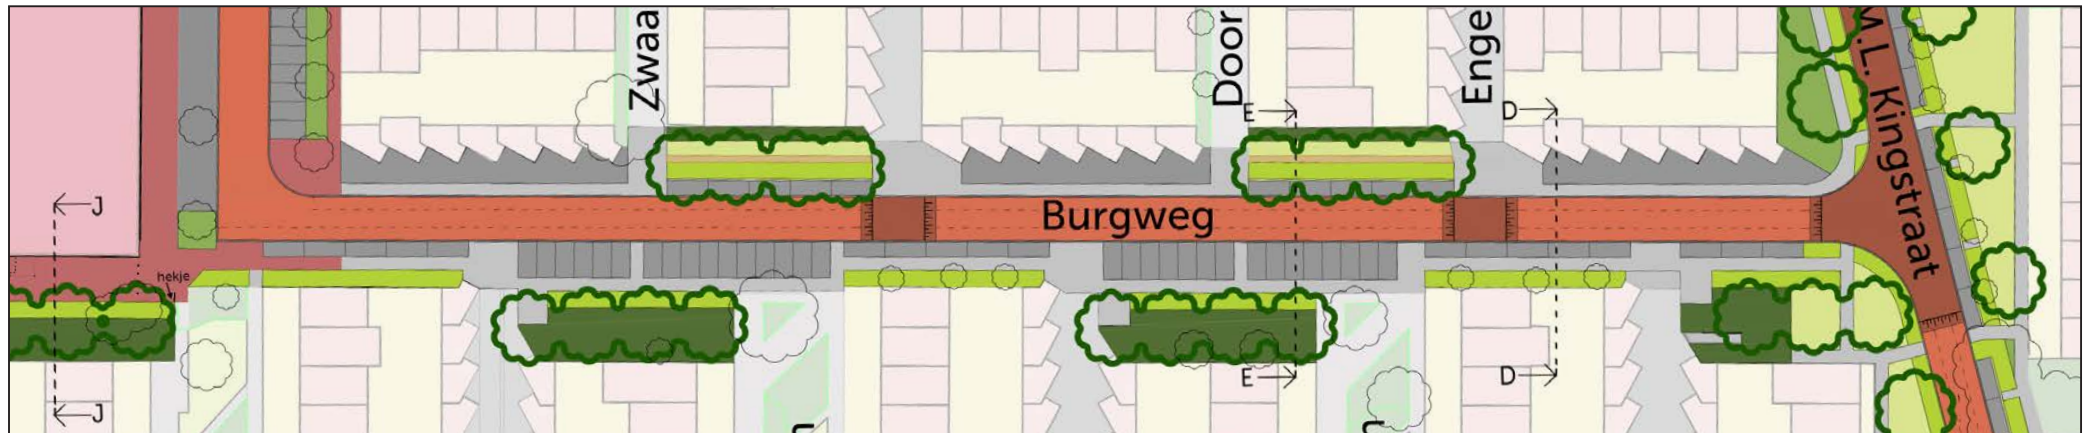 Zwaa
Door
Enge
M.L. Kingstraat
E
D
J
Burgweg
hekje
J
E
D
n
n